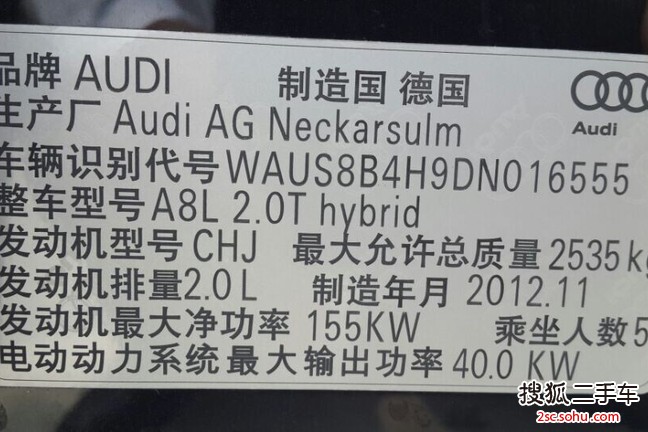 品牌 AUDI 制造国 德国
Audi
生产厂 Audi AG Neckarsulm
车辆识别代号 WAUS8B4H9DN016555
整车型号 A8L 2.0T hybrid
发动机型号 CHJ 最大允许总质量 2535 kg
发动机排量 2.0 L 制造年月 2012.11
发动机最大净功率 155KW 乘坐人数 5
电动动力系统最大输出功率 40.0 KW
搜狐二手车
2sc.sohu.com